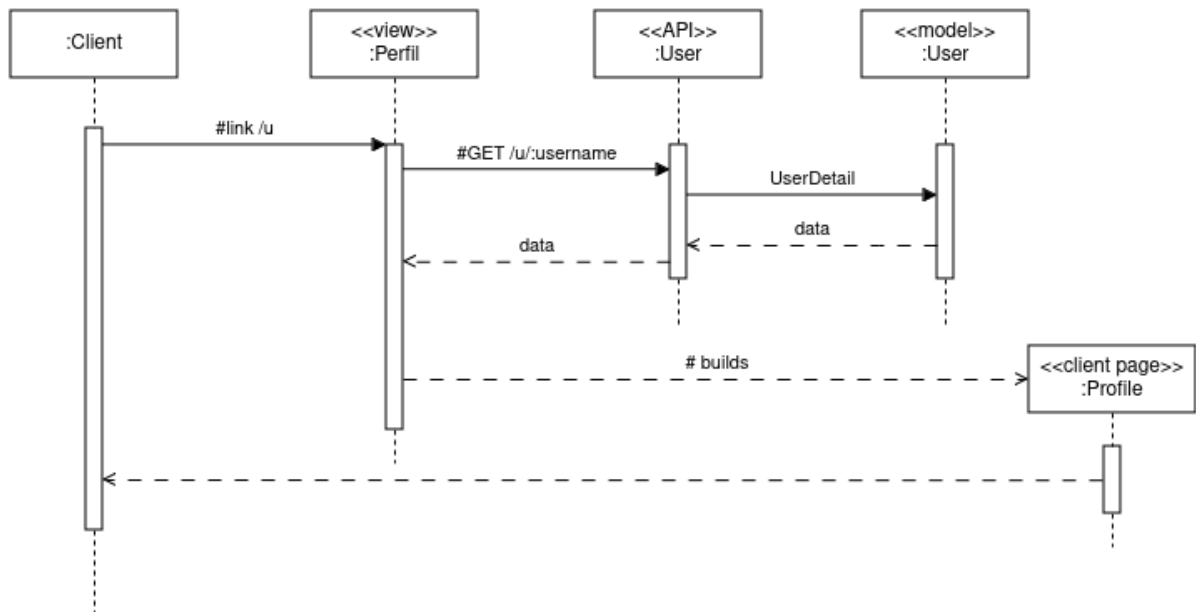 :Client
<<view>>
:Perfil
<<API>>
:User
<<model>>
:User
#link /u
#GET /u/:username
UserDetail
data
data
# builds
<<client page>>
:Profile